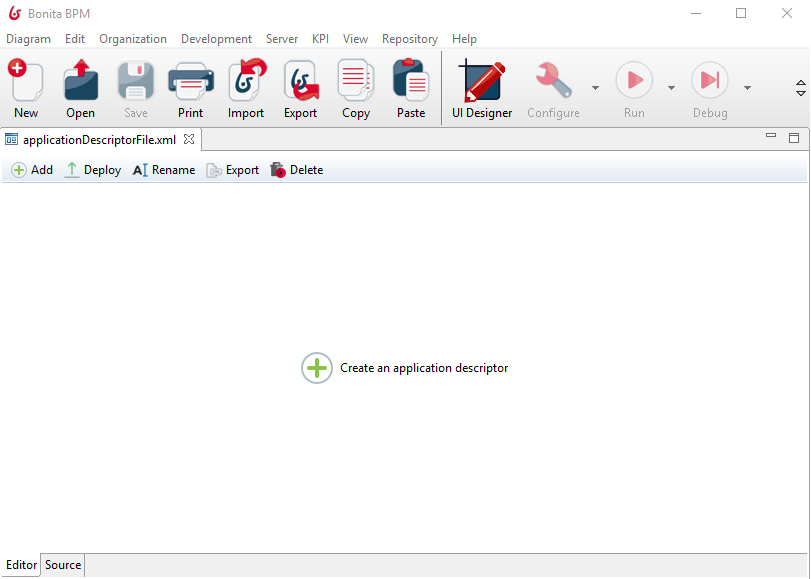 Bonita BPM
Diagram Edit Organization Development Server KPI View Repository Help
New Open Save Print Import Export Copy Paste UI Designer Configure Run Debug
applicationDescriptorFile.xml
Add Deploy Rename Export Delete
Create an application descriptor
Editor Source